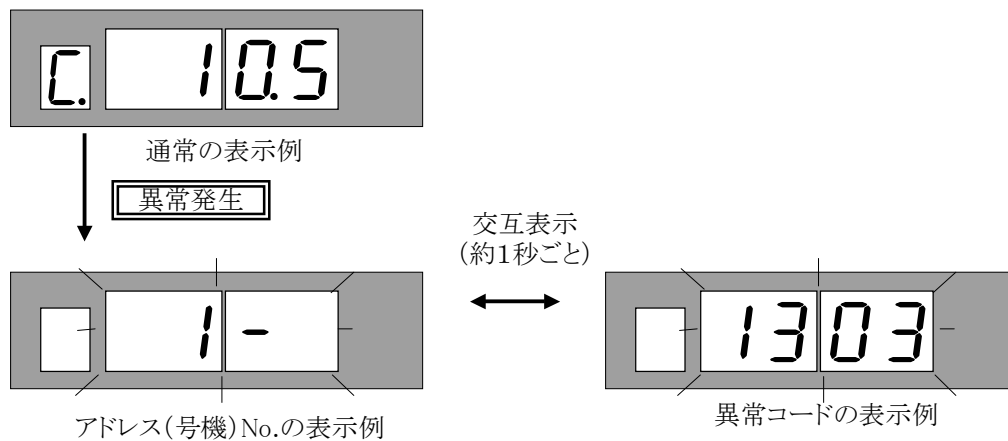 C. 10.5
通常の表示例
異常発生
交互表示
(約1秒ごと)
1-
1303
アドレス(号機)No.の表示例
異常コードの表示例